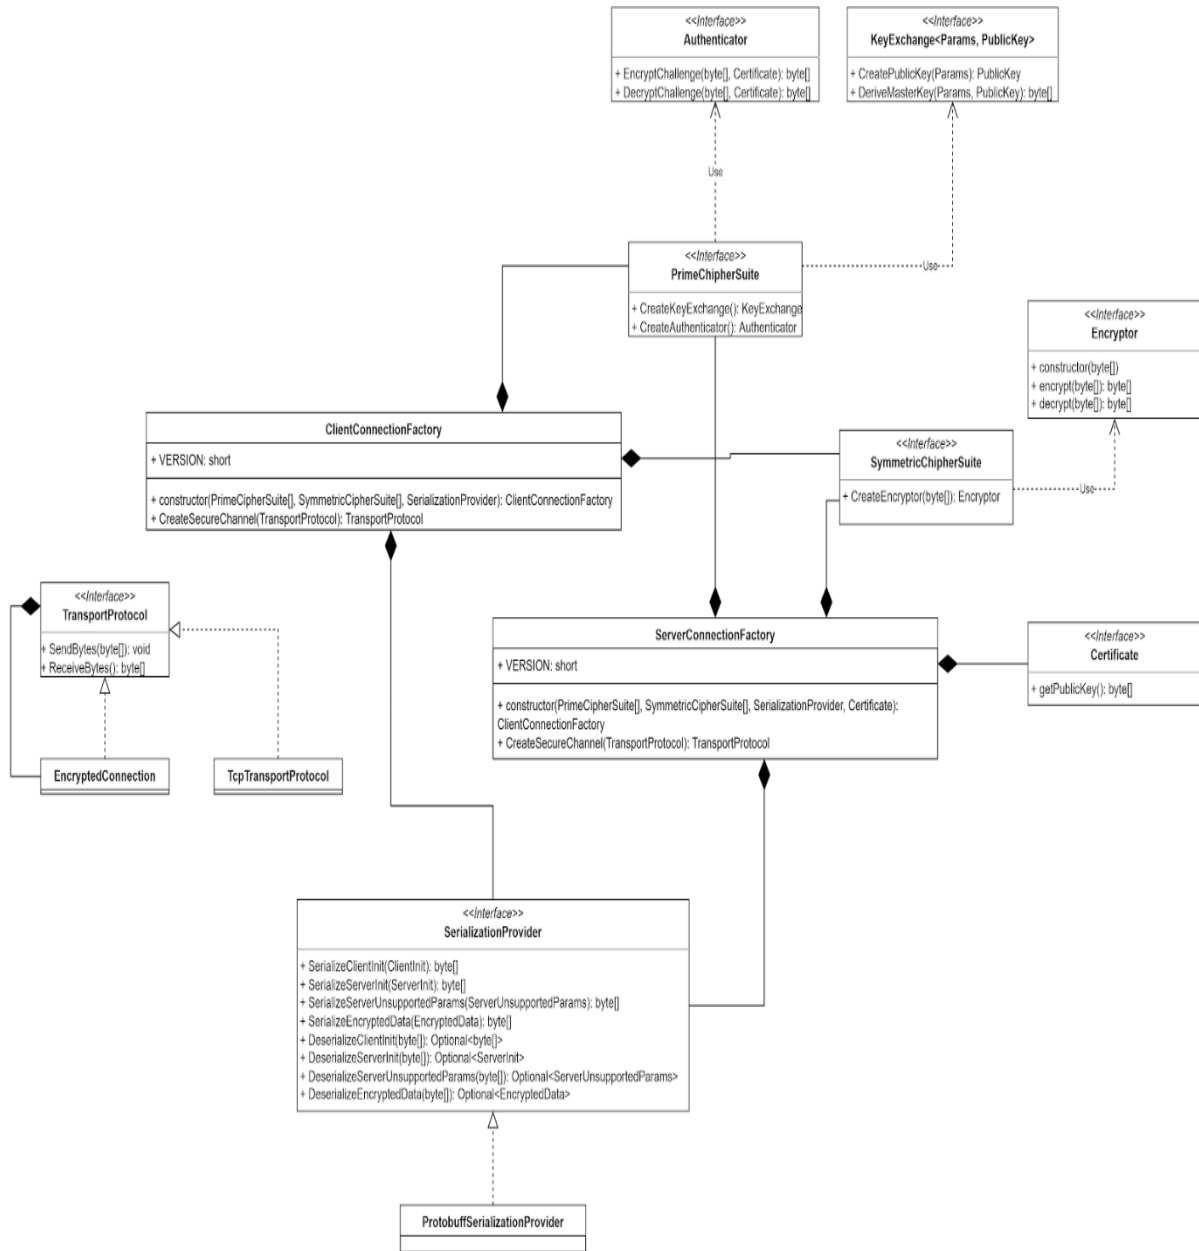 <<Interface>>
Authenticator
+ EncryptChallenge(byte[], Certificate): byte[]
+ DecryptChallenge(byte[], Certificate): byte[]
<<Interface>>
KeyExchange<Params, PublicKey>
+ CreatePublicKey(Params): PublicKey
+ DeriveMasterKey(Params, PublicKey): byte[]
Use
<<Interface>>
PrimeChipherSuite
+ CreateKeyExchange(): KeyExchange
+ CreateAuthenticator(): Authenticator
Use
<<Interface>>
Encryptor
+ constructor(byte[])
+ encrypt(byte[]): byte[]
+ decrypt(byte[]): byte[]
ClientConnectionFactory
+ VERSION: short
+ constructor(PrimeCipherSuite[], SymmetricCipherSuite[], SerializationProvider): ClientConnectionFactory
+ CreateSecureChannel(TransportProtocol): TransportProtocol
<<Interface>>
SymmetricChipherSuite
+ CreateEncryptor(byte[]): Encryptor
Use
<<Interface>>
TransportProtocol
+ SendBytes(byte[]): void
+ ReceiveBytes(): byte[]
ServerConnectionFactory
+ VERSION: short
+ constructor(PrimeCipherSuite[], SymmetricCipherSuite[], SerializationProvider, Certificate):
ClientConnectionFactory
+ CreateSecureChannel(TransportProtocol): TransportProtocol
<<Interface>>
Certificate
+ getPublicKey(): byte[]
EncryptedConnection
TcpTransportProtocol
<<Interface>>
SerializationProvider
+ SerializeClientInit(ClientInit): byte[]
+ SerializeServerInit(ServerInit): byte[]
+ SerializeServerUnsupportedParams(ServerUnsupportedParams): byte[]
+ SerializeEncryptedData(EncryptedData): byte[]
+ DeserializeClientInit(byte[]): Optional<byte[]>
+ DeserializeServerInit(byte[]): Optional<ServerInit>
+ DeserializeServerUnsupportedParams(byte[]): Optional<ServerUnsupportedParams>
+ DeserializeEncryptedData(byte[]): Optional<EncryptedData>
ProtobuffSerializationProvider